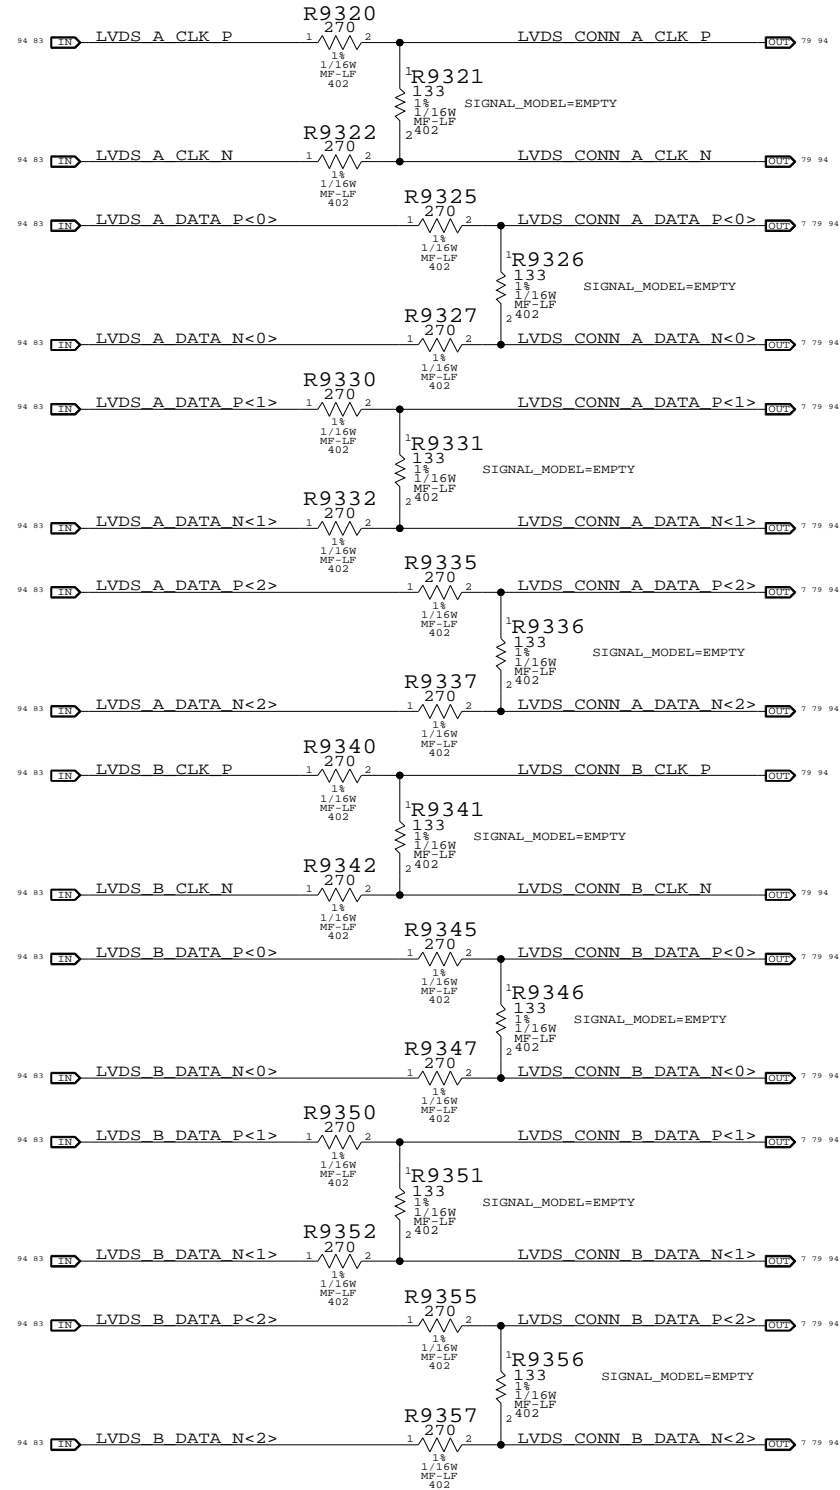 R9320
94 83 IN LVDS_A_CLK_P 1 270 2 LVDS_CONN_A_CLK_P OUT 79 94
1%
1/16W
MF-LF
402
1 R9321
133
1% SIGNAL_MODEL=EMPTY
1/16W
MF-LF
2 402
R9322
94 83 IN LVDS_A_CLK_N 1 270 2 LVDS_CONN_A_CLK_N OUT 79 94
1%
1/16W
MF-LF
402
R9325
94 83 IN LVDS_A_DATA_P<0> 1 270 2 LVDS_CONN_A_DATA_P<0> OUT 7 79 94
1%
1/16W
MF-LF
402
1 R9326
133
1% SIGNAL_MODEL=EMPTY
1/16W
MF-LF
2 402
R9327
94 83 IN LVDS_A_DATA_N<0> 1 270 2 LVDS_CONN_A_DATA_N<0> OUT 7 79 94
1%
1/16W
MF-LF
402
R9330
94 83 IN LVDS_A_DATA_P<1> 1 270 2 LVDS_CONN_A_DATA_P<1> OUT 7 79 94
1%
1/16W
MF-LF
402
1 R9331
133
1% SIGNAL_MODEL=EMPTY
1/16W
MF-LF
2 402
R9332
94 83 IN LVDS_A_DATA_N<1> 1 270 2 LVDS_CONN_A_DATA_N<1> OUT 7 79 94
1%
1/16W
MF-LF
402
R9335
94 83 IN LVDS_A_DATA_P<2> 1 270 2 LVDS_CONN_A_DATA_P<2> OUT 7 79 94
1%
1/16W
MF-LF
402
1 R9336
133
1% SIGNAL_MODEL=EMPTY
1/16W
MF-LF
2 402
R9337
94 83 IN LVDS_A_DATA_N<2> 1 270 2 LVDS_CONN_A_DATA_N<2> OUT 7 79 94
1%
1/16W
MF-LF
402
R9340
94 83 IN LVDS_B_CLK_P 1 270 2 LVDS_CONN_B_CLK_P OUT 79 94
1%
1/16W
MF-LF
402
1 R9341
133
1% SIGNAL_MODEL=EMPTY
1/16W
MF-LF
2 402
R9342
94 83 IN LVDS_B_CLK_N 1 270 2 LVDS_CONN_B_CLK_N OUT 79 94
1%
1/16W
MF-LF
402
R9345
94 83 IN LVDS_B_DATA_P<0> 1 270 2 LVDS_CONN_B_DATA_P<0> OUT 7 79 94
1%
1/16W
MF-LF
402
1 R9346
133
1% SIGNAL_MODEL=EMPTY
1/16W
MF-LF
2 402
R9347
94 83 IN LVDS_B_DATA_N<0> 1 270 2 LVDS_CONN_B_DATA_N<0> OUT 7 79 94
1%
1/16W
MF-LF
402
R9350
94 83 IN LVDS_B_DATA_P<1> 1 270 2 LVDS_CONN_B_DATA_P<1> OUT 7 79 94
1%
1/16W
MF-LF
402
1 R9351
133
1% SIGNAL_MODEL=EMPTY
1/16W
MF-LF
2 402
R9352
94 83 IN LVDS_B_DATA_N<1> 1 270 2 LVDS_CONN_B_DATA_N<1> OUT 7 79 94
1%
1/16W
MF-LF
402
R9355
94 83 IN LVDS_B_DATA_P<2> 1 270 2 LVDS_CONN_B_DATA_P<2> OUT 7 79 94
1%
1/16W
MF-LF
402
1 R9356
133
1% SIGNAL_MODEL=EMPTY
1/16W
MF-LF
2 402
R9357
94 83 IN LVDS_B_DATA_N<2> 1 270 2 LVDS_CONN_B_DATA_N<2> OUT 7 79 94
1%
1/16W
MF-LF
402